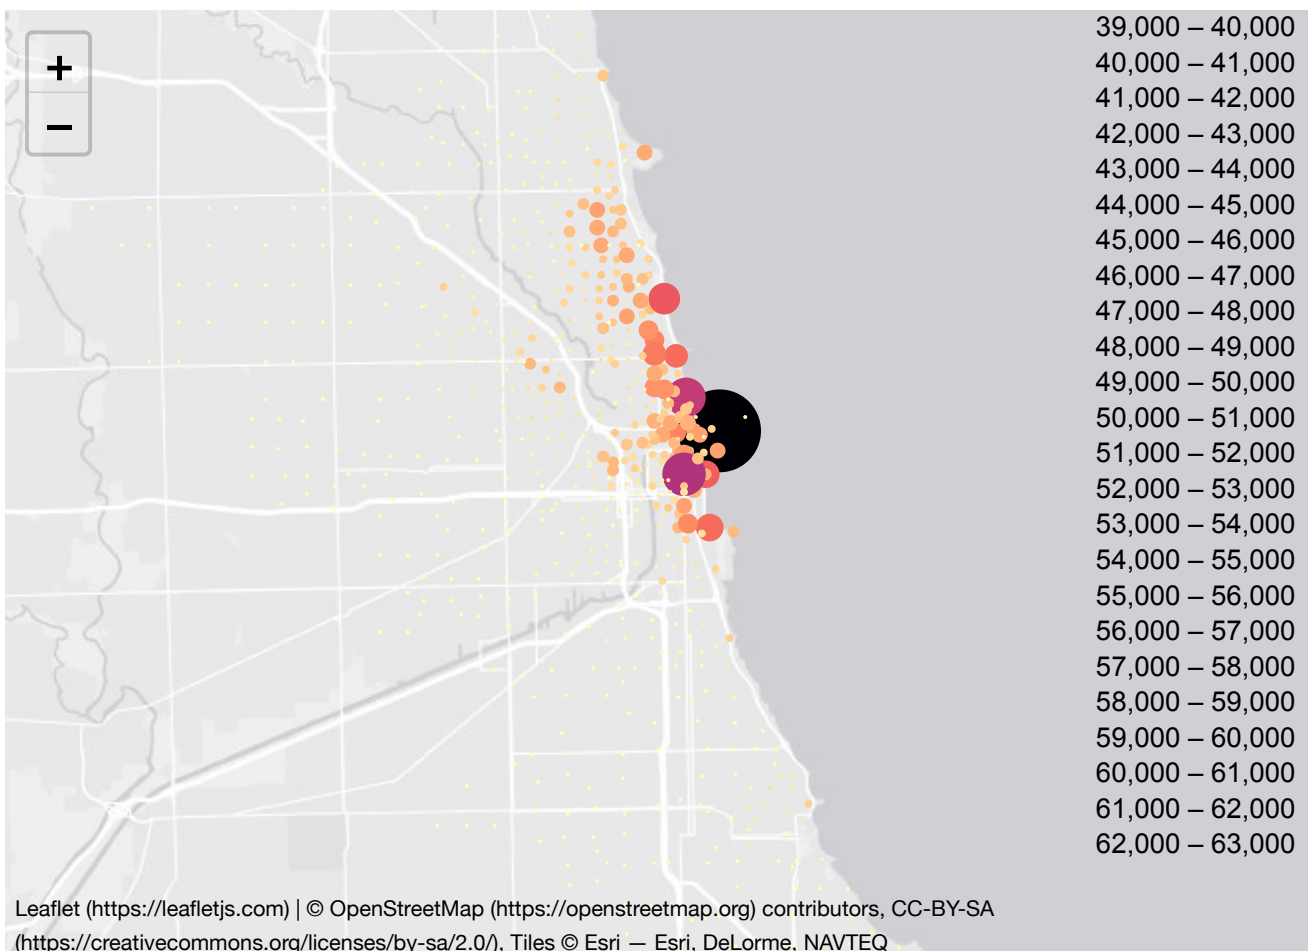 +
−
39,000 – 40,000
40,000 – 41,000
41,000 – 42,000
42,000 – 43,000
43,000 – 44,000
44,000 – 45,000
45,000 – 46,000
46,000 – 47,000
47,000 – 48,000
48,000 – 49,000
49,000 – 50,000
50,000 – 51,000
51,000 – 52,000
52,000 – 53,000
53,000 – 54,000
54,000 – 55,000
55,000 – 56,000
56,000 – 57,000
57,000 – 58,000
58,000 – 59,000
59,000 – 60,000
60,000 – 61,000
61,000 – 62,000
62,000 – 63,000
Leaflet (https://leafletjs.com) | © OpenStreetMap (https://openstreetmap.org) contributors, CC-BY-SA
(https://creativecommons.org/licenses/by-sa/2.0/), Tiles © Esri — Esri, DeLorme, NAVTEQ